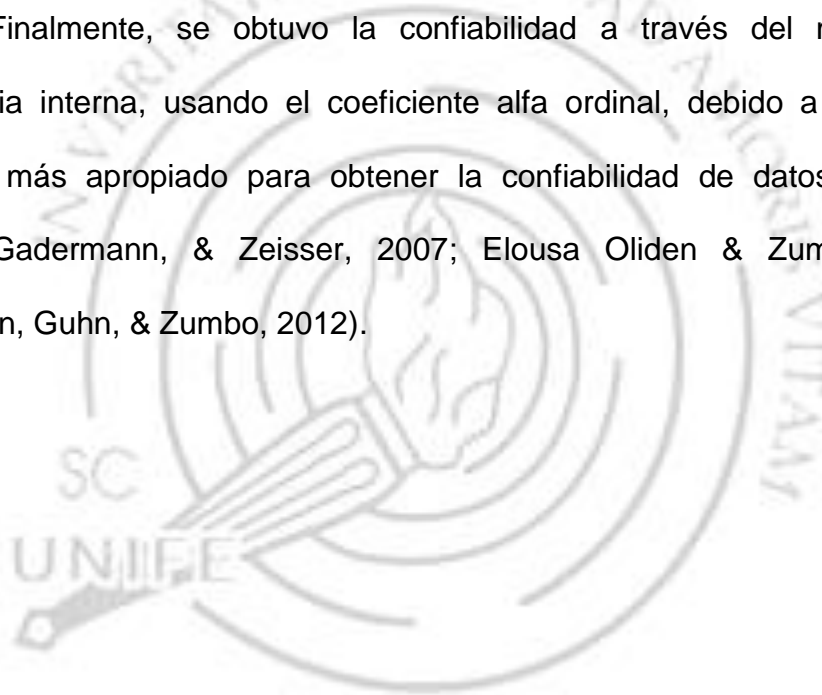 Finalmente, se obtuvo la confiabilidad a través del
ia interna, usando el coeficiente alfa ordinal, debido a
más apropiado para obtener la confiabilidad de datos
Gadermann, & Zeisser, 2007; Elousa Oliden & Zum
n, Guhn, & Zumbo, 2012).
SC
UNIFE
VITAM